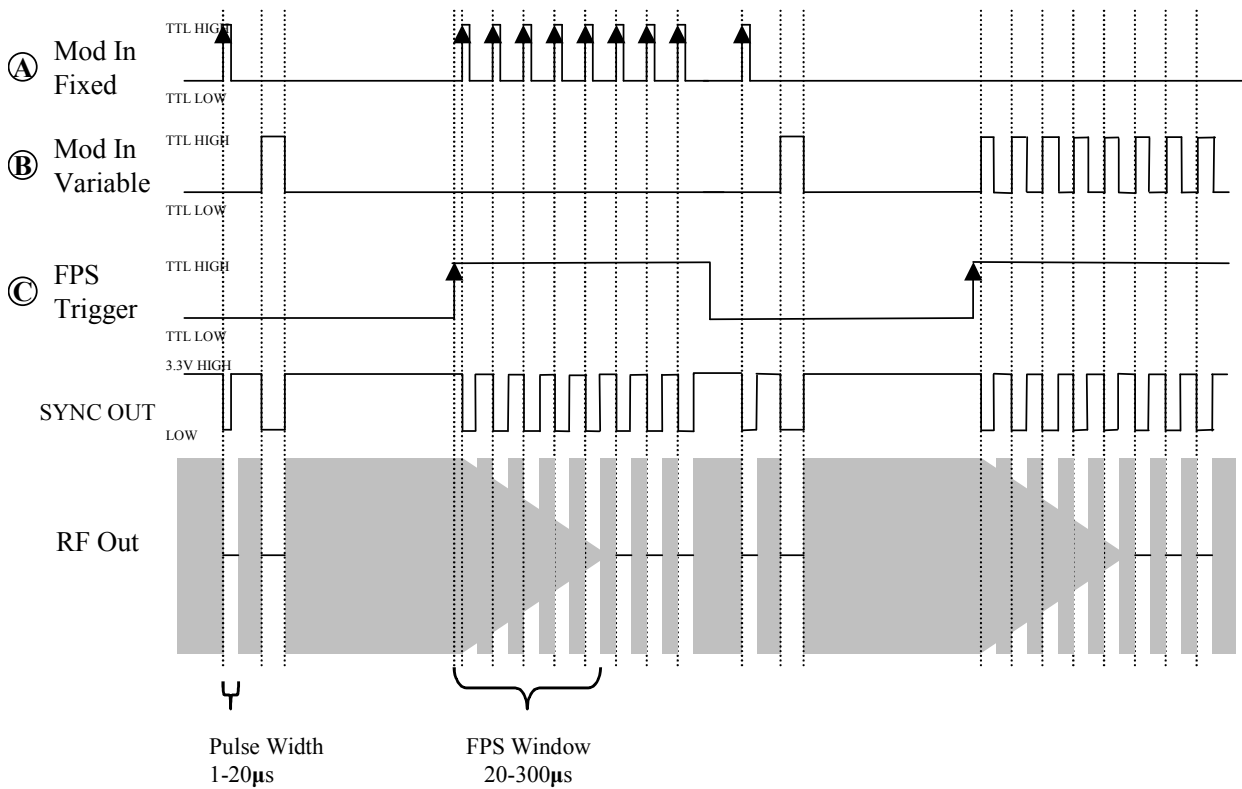 TTL HIGH
Ⓐ Mod In
Fixed
TTL LOW
TTL HIGH
Ⓑ Mod In
Variable
TTL LOW
TTL HIGH
Ⓒ FPS
Trigger
TTL LOW
3.3V HIGH
SYNC OUT
LOW
RF Out
Pulse Width
1-20µs
FPS Window
20-300µs